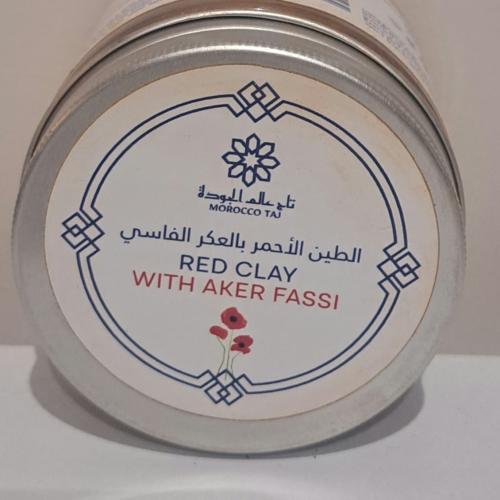 تاج عالم الجودة
MOROCCO TAJ
الطين الأحمر بالعكر الفاسي
RED CLAY
WITH AKER FASSI